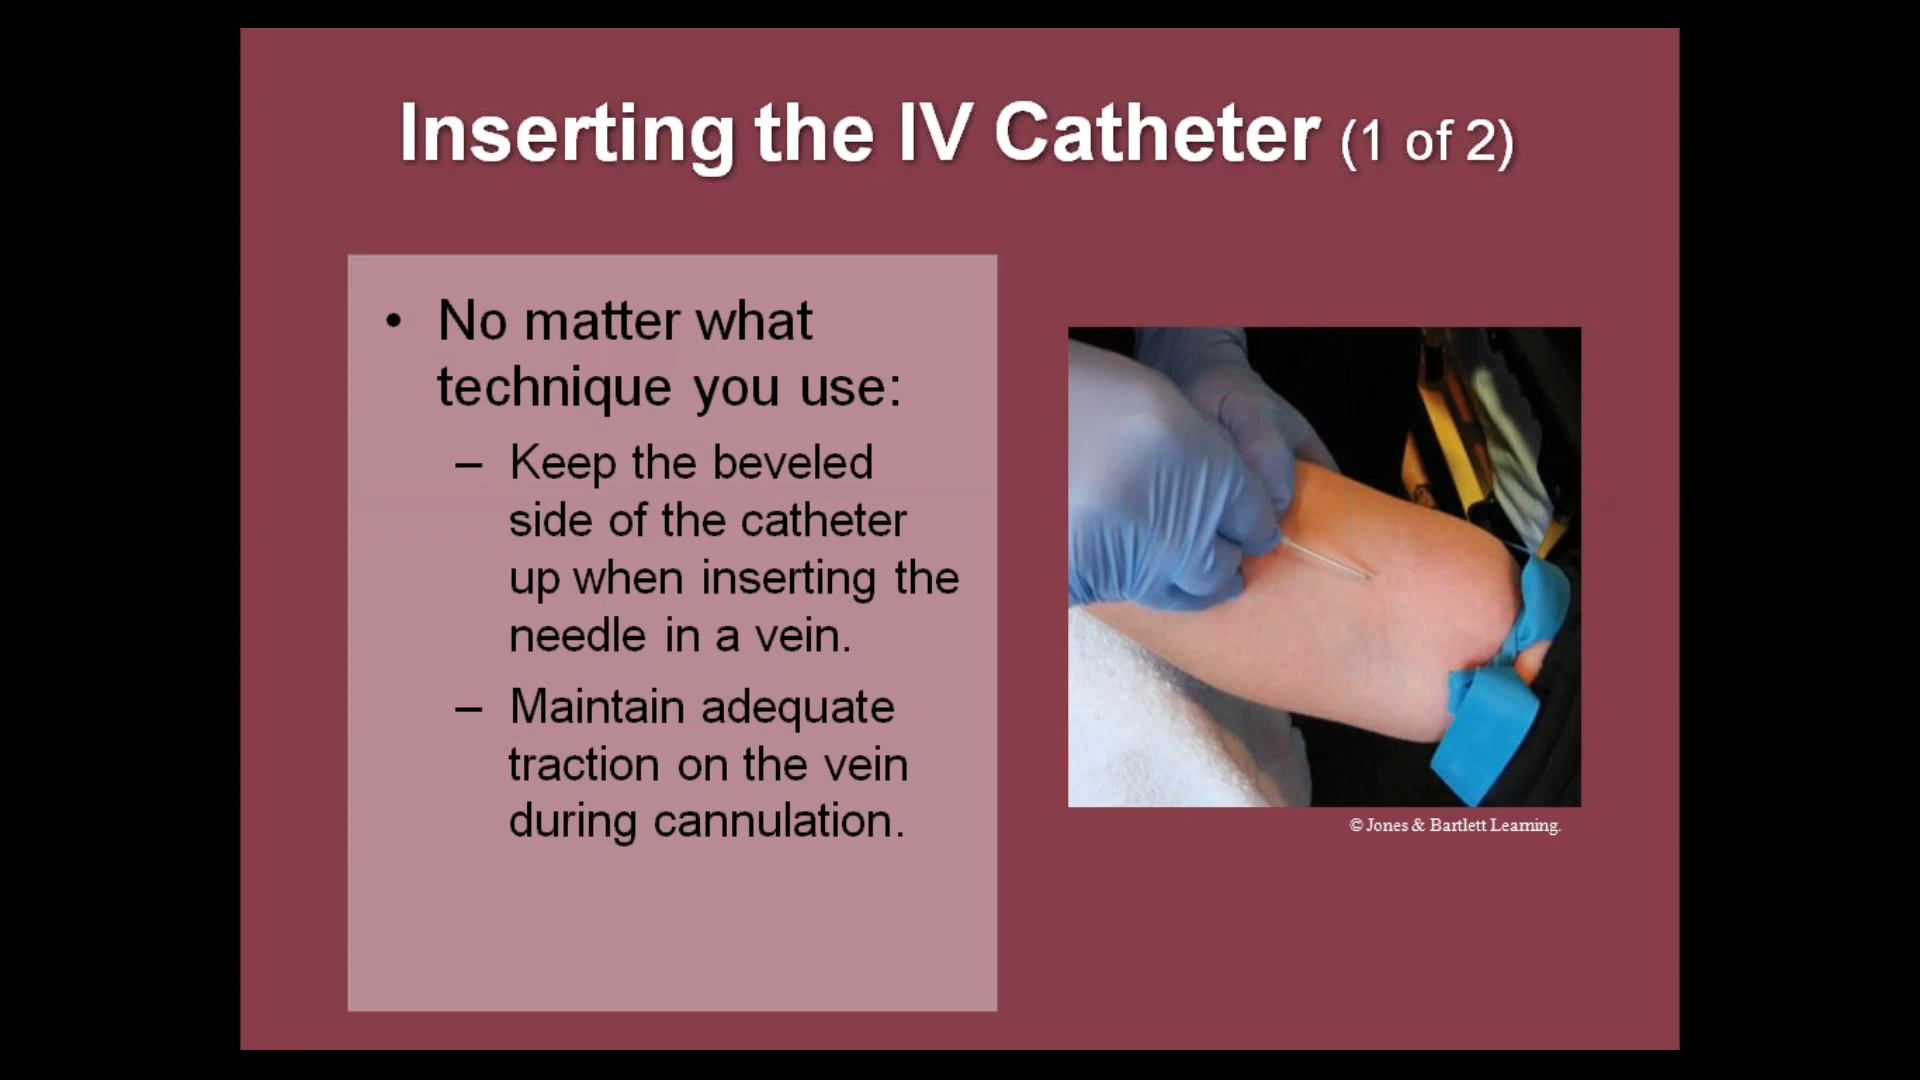 Inserting the IV Catheter (1 of 2)
• No matter what
technique you use:
– Keep the beveled
side of the catheter
up when inserting the
needle in a vein.
– Maintain adequate
traction on the vein
during cannulation.
© Jones & Bartlett Learning.